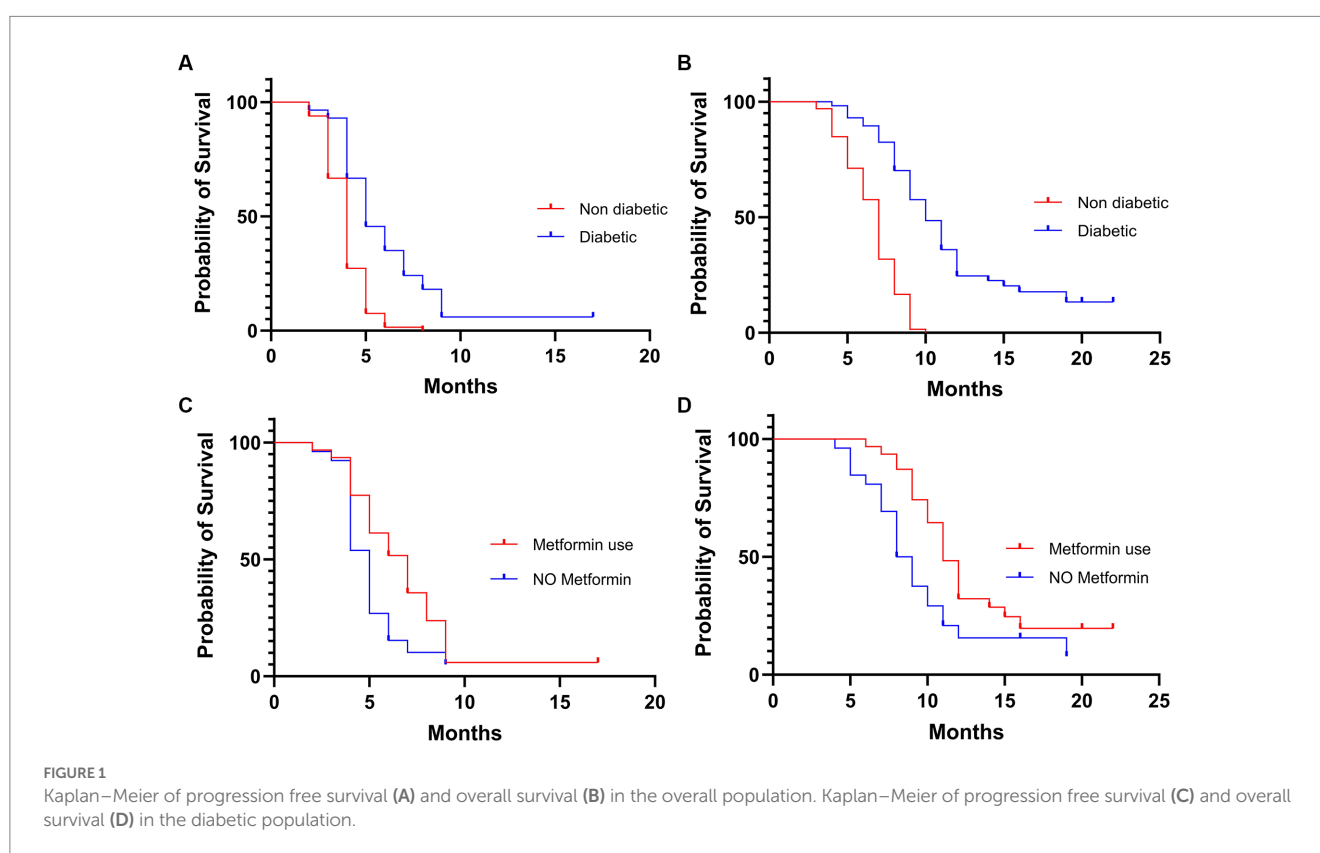 A
Probability of Survival
100
50
0
0 5 10 15 20
Months
Non diabetic
Diabetic
B
Probability of Survival
100
50
0
0 5 10 15 20 25
Months
Non diabetic
Diabetic
C
Probability of Survival
100
50
0
0 5 10 15 20
Months
Metformin use
NO Metformin
D
Probability of Survival
100
50
0
0 5 10 15 20 25
Months
Metformin use
NO Metformin
FIGURE 1
Kaplan–Meier of progression free survival (A) and overall survival (B) in the overall population. Kaplan–Meier of progression free survival (C) and overall
survival (D) in the diabetic population.